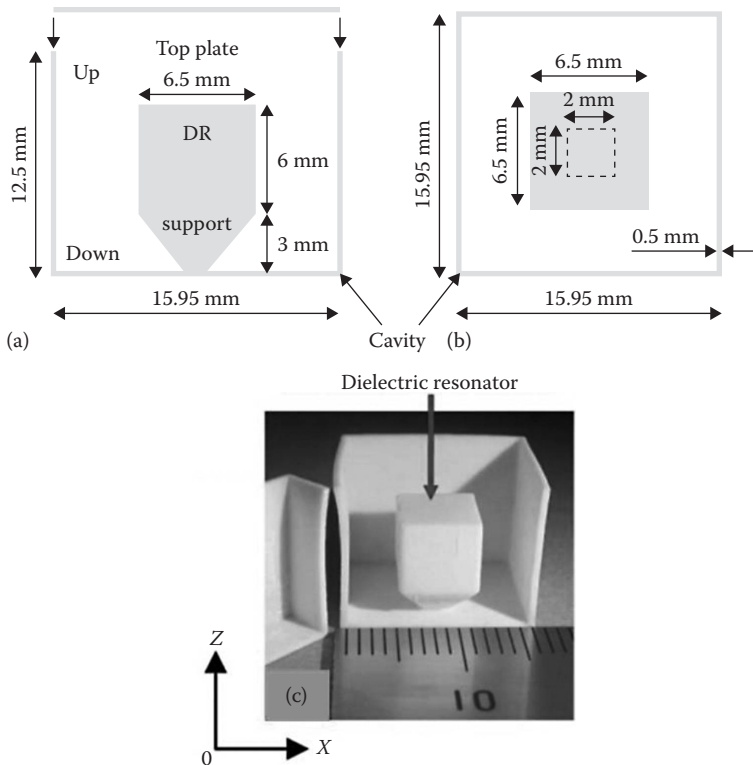 Top plate
Up
6.5 mm
DR
12.5 mm
6 mm
support
3 mm
Down
15.95 mm
(a)
6.5 mm
2 mm
6.5 mm
2 mm
15.95 mm
0.5 mm
15.95 mm
(b)
Cavity
Dielectric resonator
10
(c)
Z
0
X